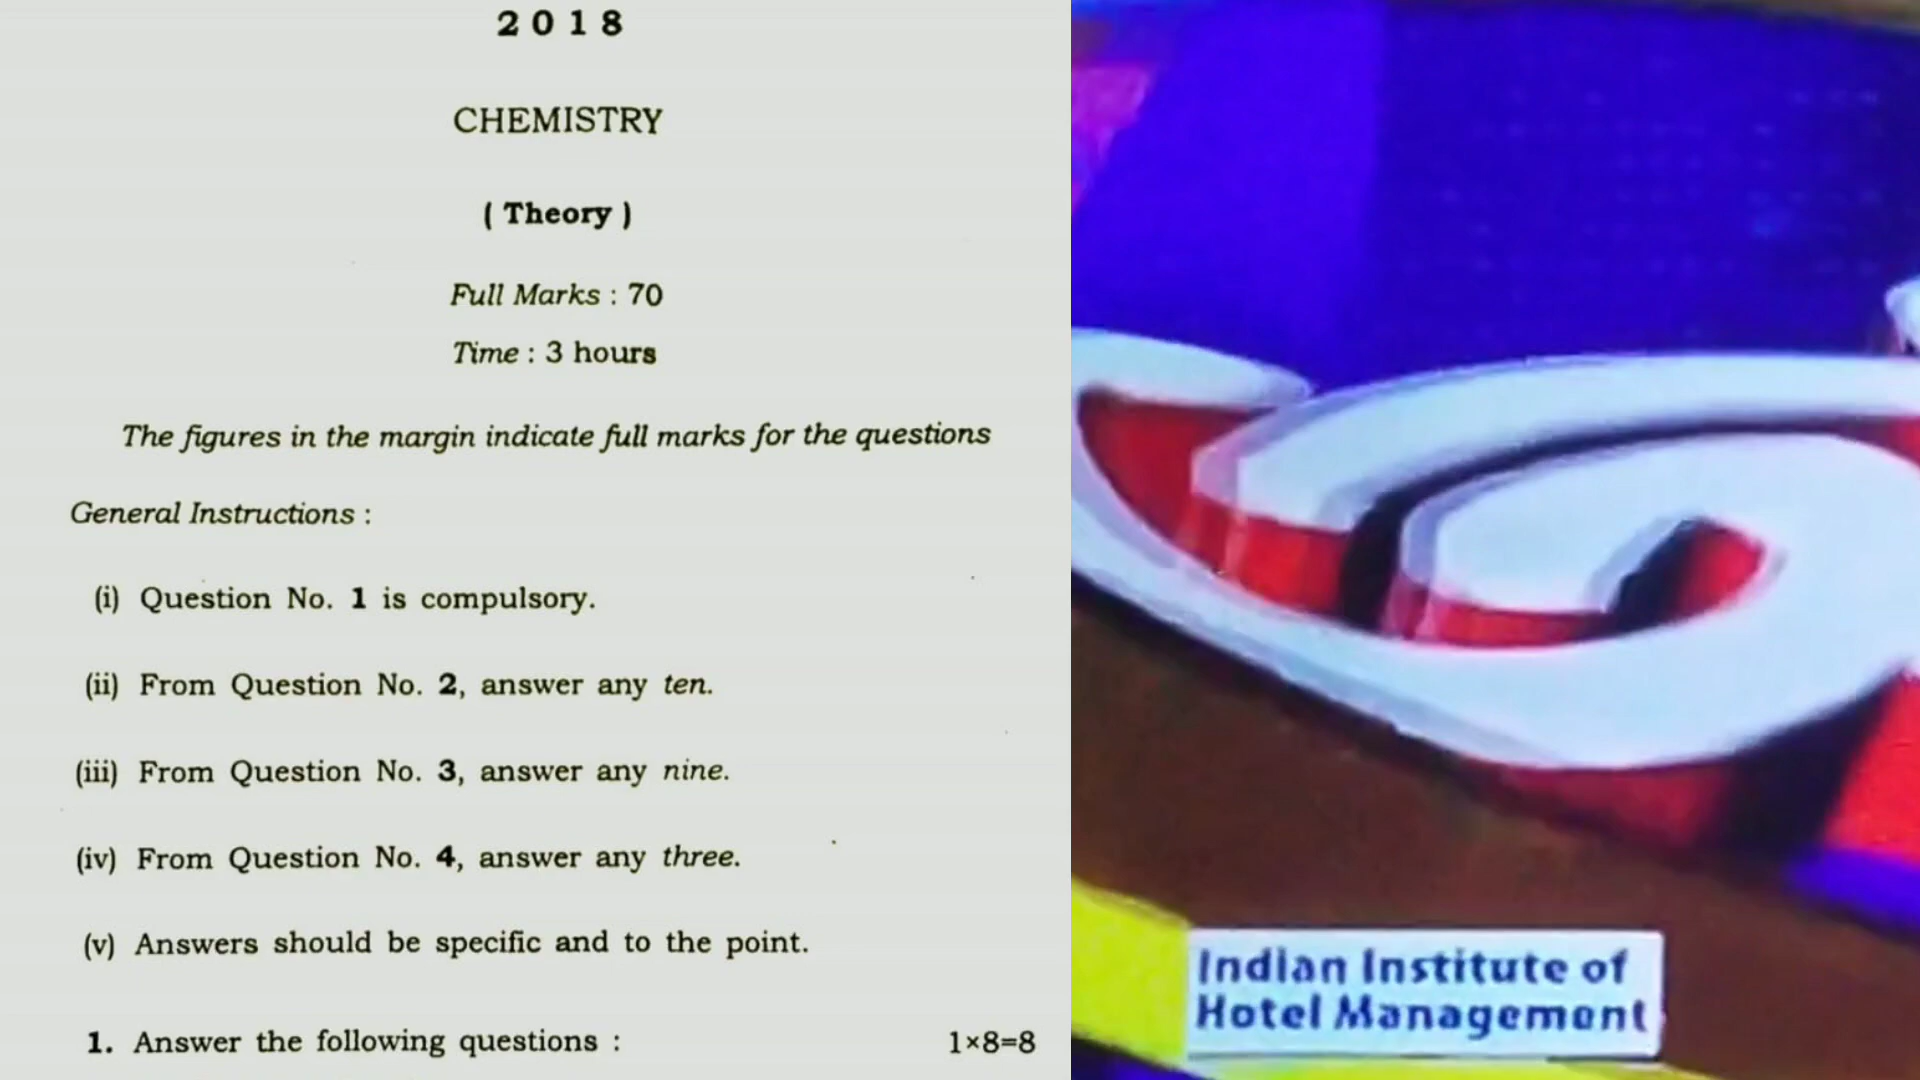 2018
CHEMISTRY
( Theory )
Full Marks : 70
Time : 3 hours
The figures in the margin indicate full marks for the questions
General Instructions :
(i) Question No. 1 is compulsory.
(ii) From Question No. 2, answer any ten.
(iii) From Question No. 3, answer any nine.
(iv) From Question No. 4, answer any three.
(v) Answers should be specific and to the point.
1. Answer the following questions : 1×8=8
Indian Institute of
Hotel Management